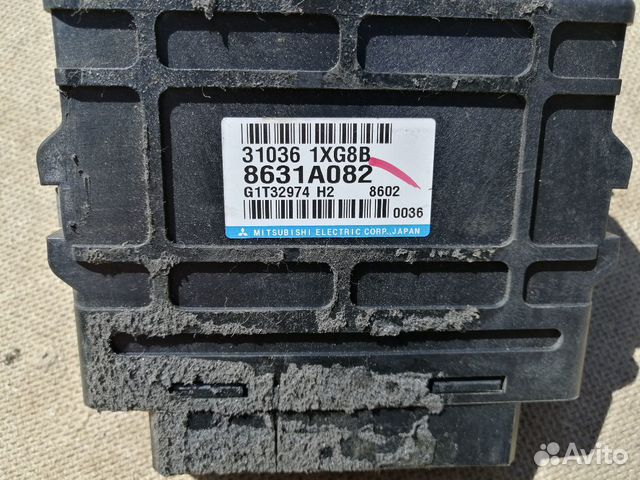 31036 1XG8B
8631A082
G1T32974 H2 8602
0036
MITSUBISHI ELECTRIC CORP., JAPAN
Avito